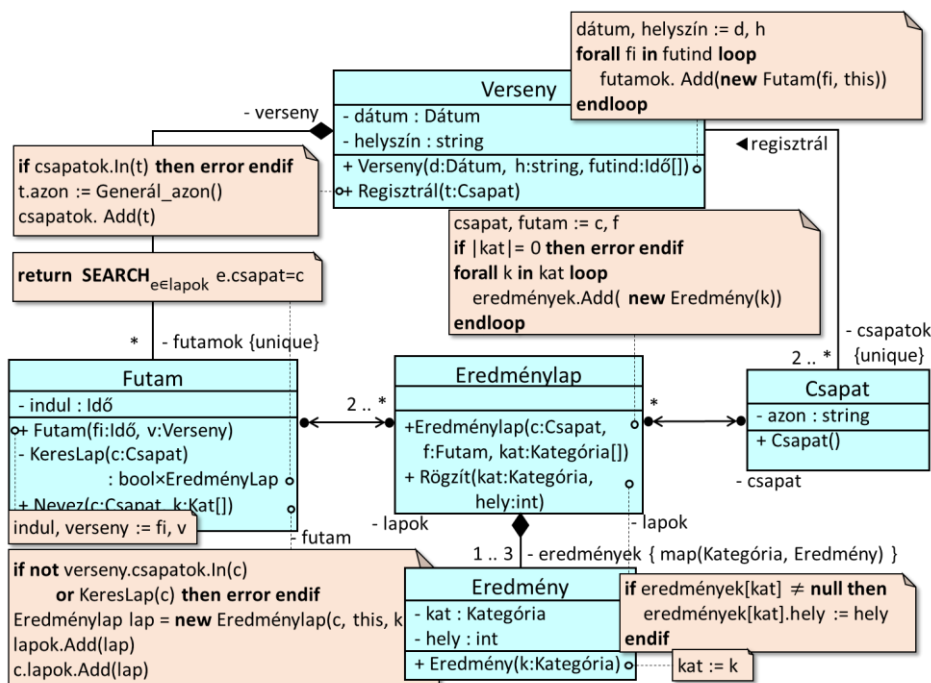 dátum, helyszín := d, h
forall fi in futind loop
futamok. Add(new Futam(fi, this))
endloop
Verseny
- verseny
- dátum : Dátum
- helyszín : string
+ Verseny(d:Dátum, h:string, futind:Idő[])
+ Regisztrál(t:Csapat)
◄regisztrál
if csapatok.In(t) then error endif
t.azon := Generál_azon()
csapatok. Add(t)
csapat, futam := c, f
if |kat|= 0 then error endif
forall k in kat loop
eredmények.Add( new Eredmény(k))
endloop
return SEARCH e∈lapok e.csapat=c
* - futamok {unique}
- csapatok
2 .. * {unique}
Futam
- indul : Idő
+ Futam(fi:Idő, v:Verseny)
- KeresLap(c:Csapat)
: bool×EredményLap
+ Nevez(c:Csapat, k:Kat[])
indul, verseny := fi, v
2 .. *
Eredménylap
+Eredménylap(c:Csapat,
f:Futam, kat:Kategória[])
+ Rögzít(kat:Kategória,
hely:int)
*
Csapat
- azon : string
+ Csapat()
- csapat
- futam
- lapok
- lapok
1 .. 3 - eredmények { map(Kategória, Eredmény) }
if not verseny.csapatok.In(c)
or KeresLap(c) then error endif
Eredménylap lap = new Eredménylap(c, this, k
lapok.Add(lap)
c.lapok.Add(lap)
Eredmény
- kat : Kategória
- hely : int
+ Eredmény(k:Kategória)
if eredmények[kat] ≠ null then
eredmények[kat].hely := hely
endif
kat := k